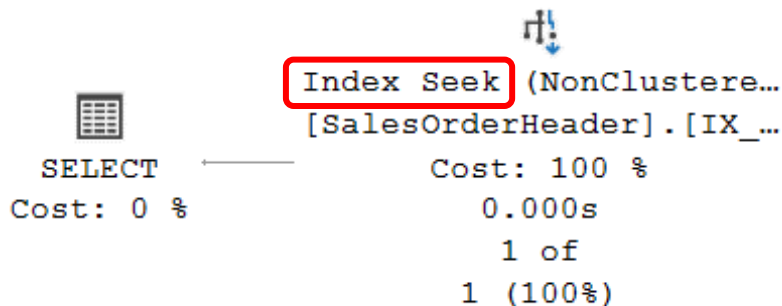 SELECT
Cost: 0 %
Index Seek (NonClustere…
[SalesOrderHeader].[IX_…
Cost: 100 %
0.000s
1 of
1 (100%)